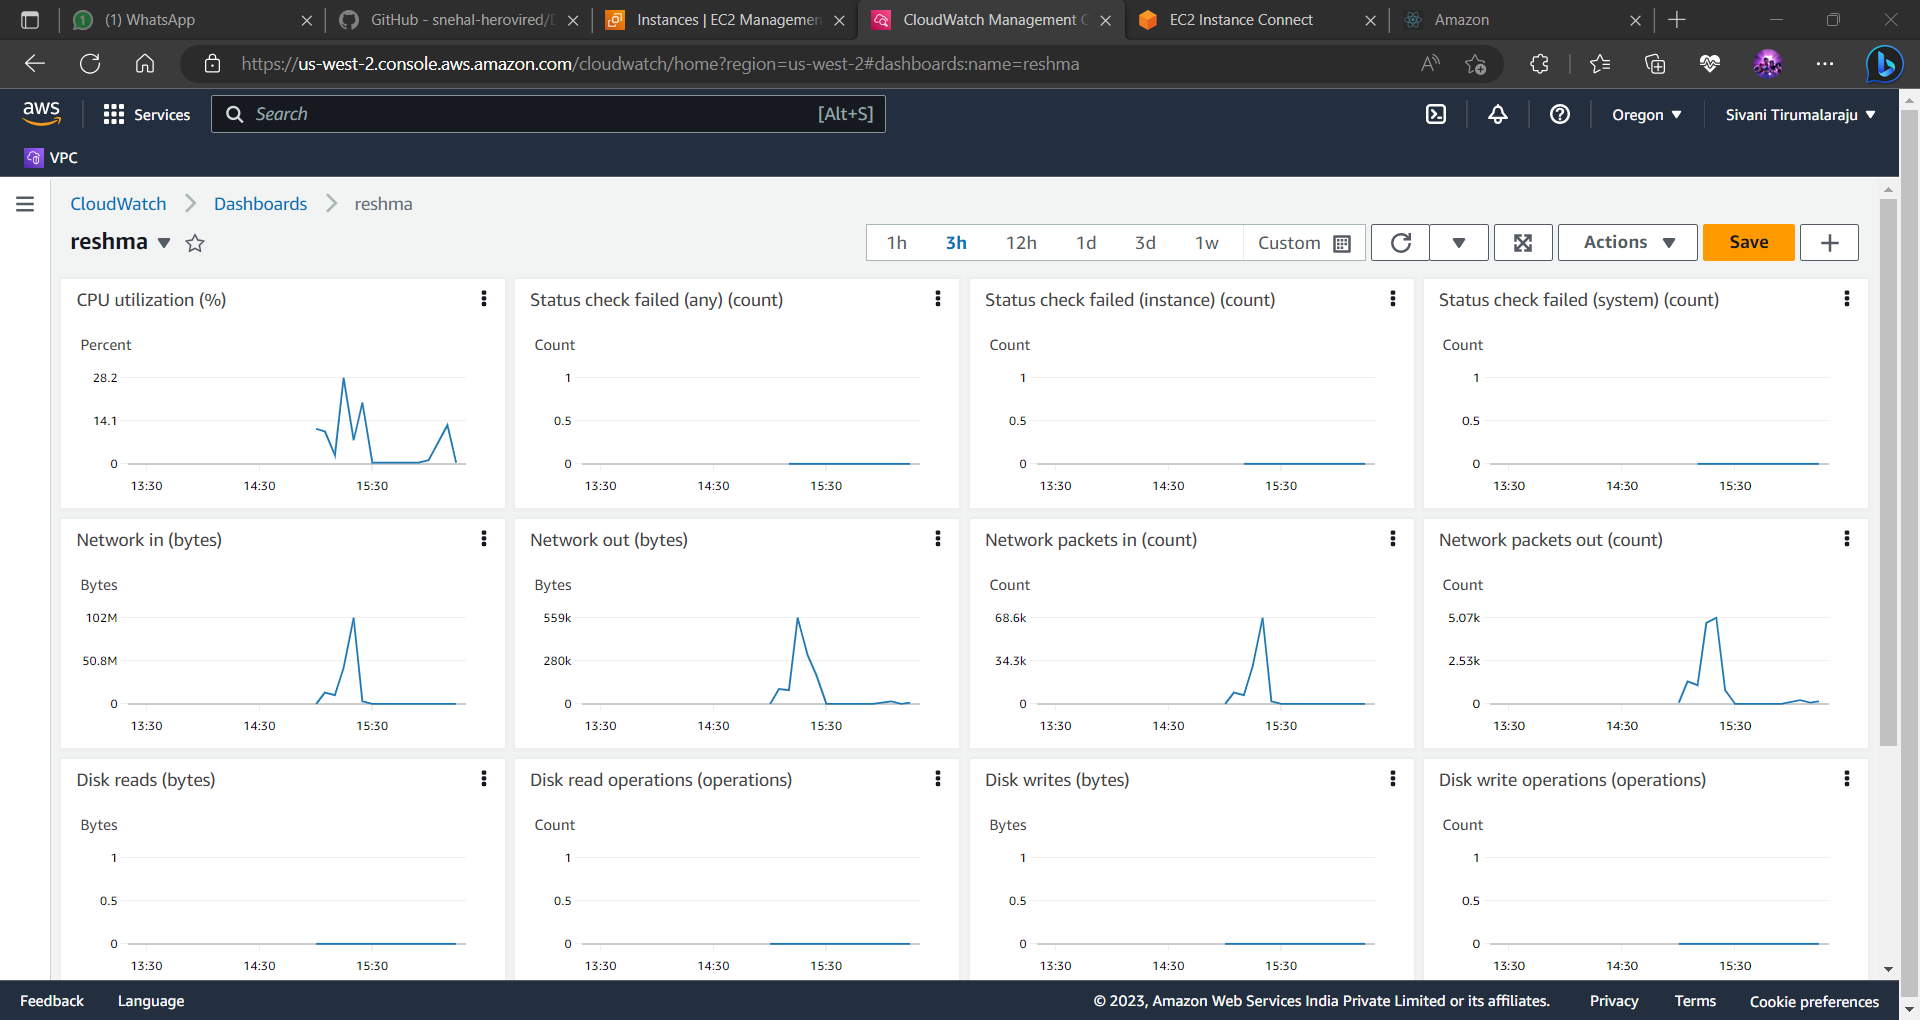 (1) WhatsApp
GitHub - snehal-herovired/
Instances | EC2 Managemen
CloudWatch Management C
EC2 Instance Connect
Amazon
https://us-west-2.console.aws.amazon.com/cloudwatch/home?region=us-west-2#dashboards:name=reshma
aws
Services
Search
[Alt+S]
Oregon
Sivani Tirumalaraju
VPC
CloudWatch
Dashboards
reshma
reshma
1h 3h 12h 1d 3d 1w Custom
Actions
Save
CPU utilization (%)
Percent
28.2
14.1
0
13:30 14:30 15:30
Status check failed (any) (count)
Count
1
0.5
0
13:30 14:30 15:30
Status check failed (instance) (count)
Count
1
0.5
0
13:30 14:30 15:30
Status check failed (system) (count)
Count
1
0.5
0
13:30 14:30 15:30
Network in (bytes)
Bytes
102M
50.8M
0
13:30 14:30 15:30
Network out (bytes)
Bytes
559k
280k
0
13:30 14:30 15:30
Network packets in (count)
Count
68.6k
34.3k
0
13:30 14:30 15:30
Network packets out (count)
Count
5.07k
2.53k
0
13:30 14:30 15:30
Disk reads (bytes)
Bytes
1
0.5
0
13:30 14:30 15:30
Disk read operations (operations)
Count
1
0.5
0
13:30 14:30 15:30
Disk writes (bytes)
Bytes
1
0.5
0
13:30 14:30 15:30
Disk write operations (operations)
Count
1
0.5
0
13:30 14:30 15:30
Feedback
Language
© 2023, Amazon Web Services India Private Limited or its affiliates.
Privacy
Terms
Cookie preferences